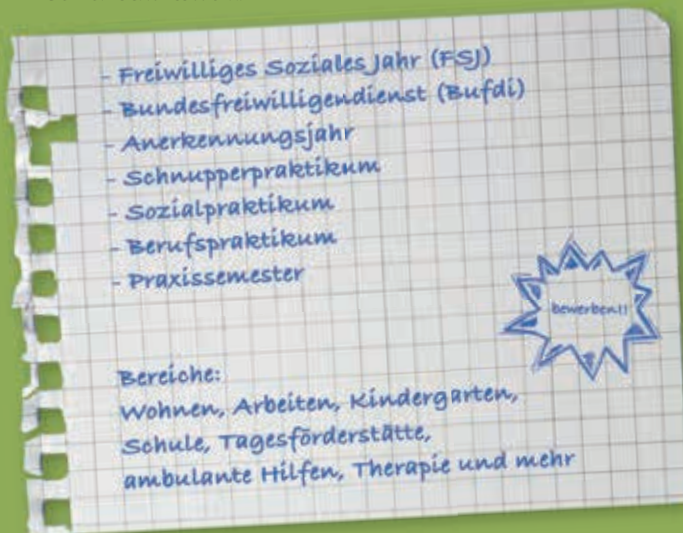 - Freiwilliges Soziales Jahr (FSJ)
- Bundesfreiwilligendienst (Bufdi)
- Anerkennungsjahr
- Schnupperpraktikum
- Sozialpraktikum
- Berufspraktikum
- Praxissemester
bewerben!!
Bereiche:
Wohnen, Arbeiten, Kindergarten,
Schule, Tagesförderstätte,
ambulante Hilfen, Therapie und mehr